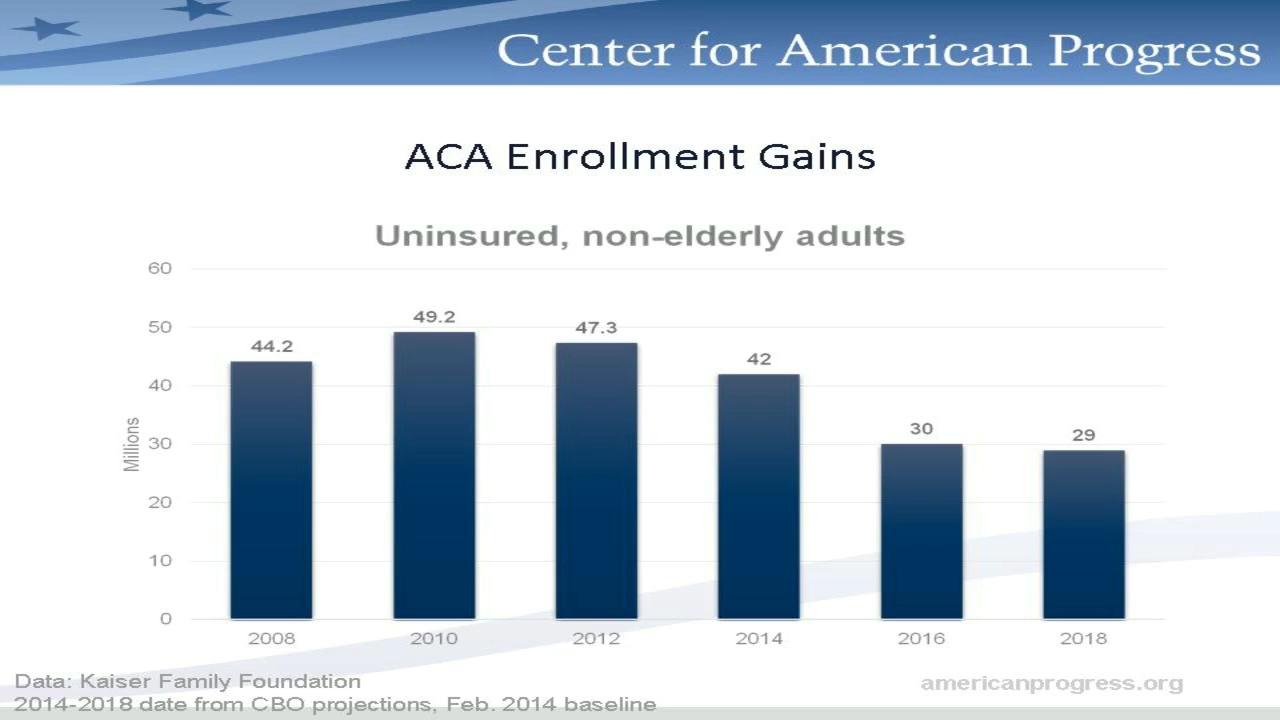 Center for American Progress
ACA Enrollment Gains
Uninsured, non-elderly adults
60
50
40
30
20
10
0
Millions
44.2
49.2
47.3
42
30
29
2008
2010
2012
2014
2016
2018
Data: Kaiser Family Foundation
2014-2018 date from CBO projections, Feb. 2014 baseline
americanprogress.org